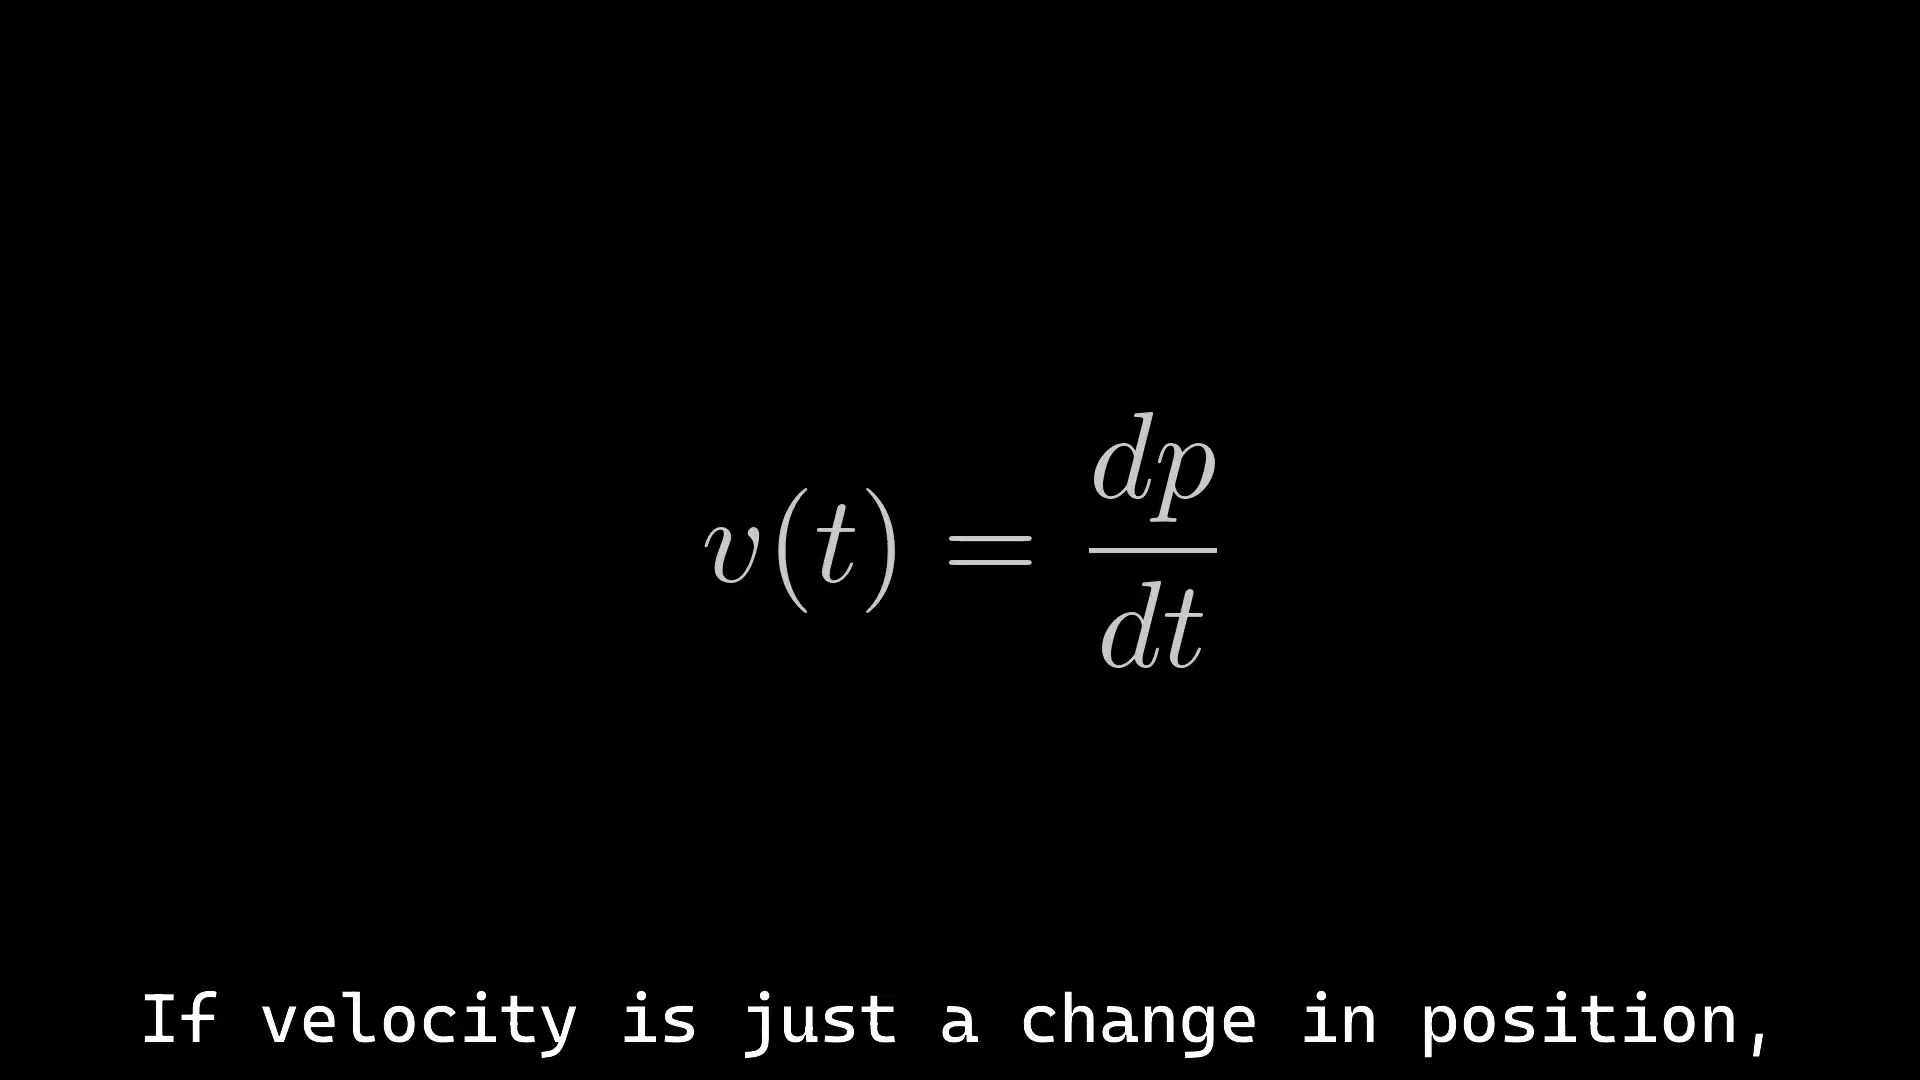 v(t) = dp/dt
If velocity is just a change in position,